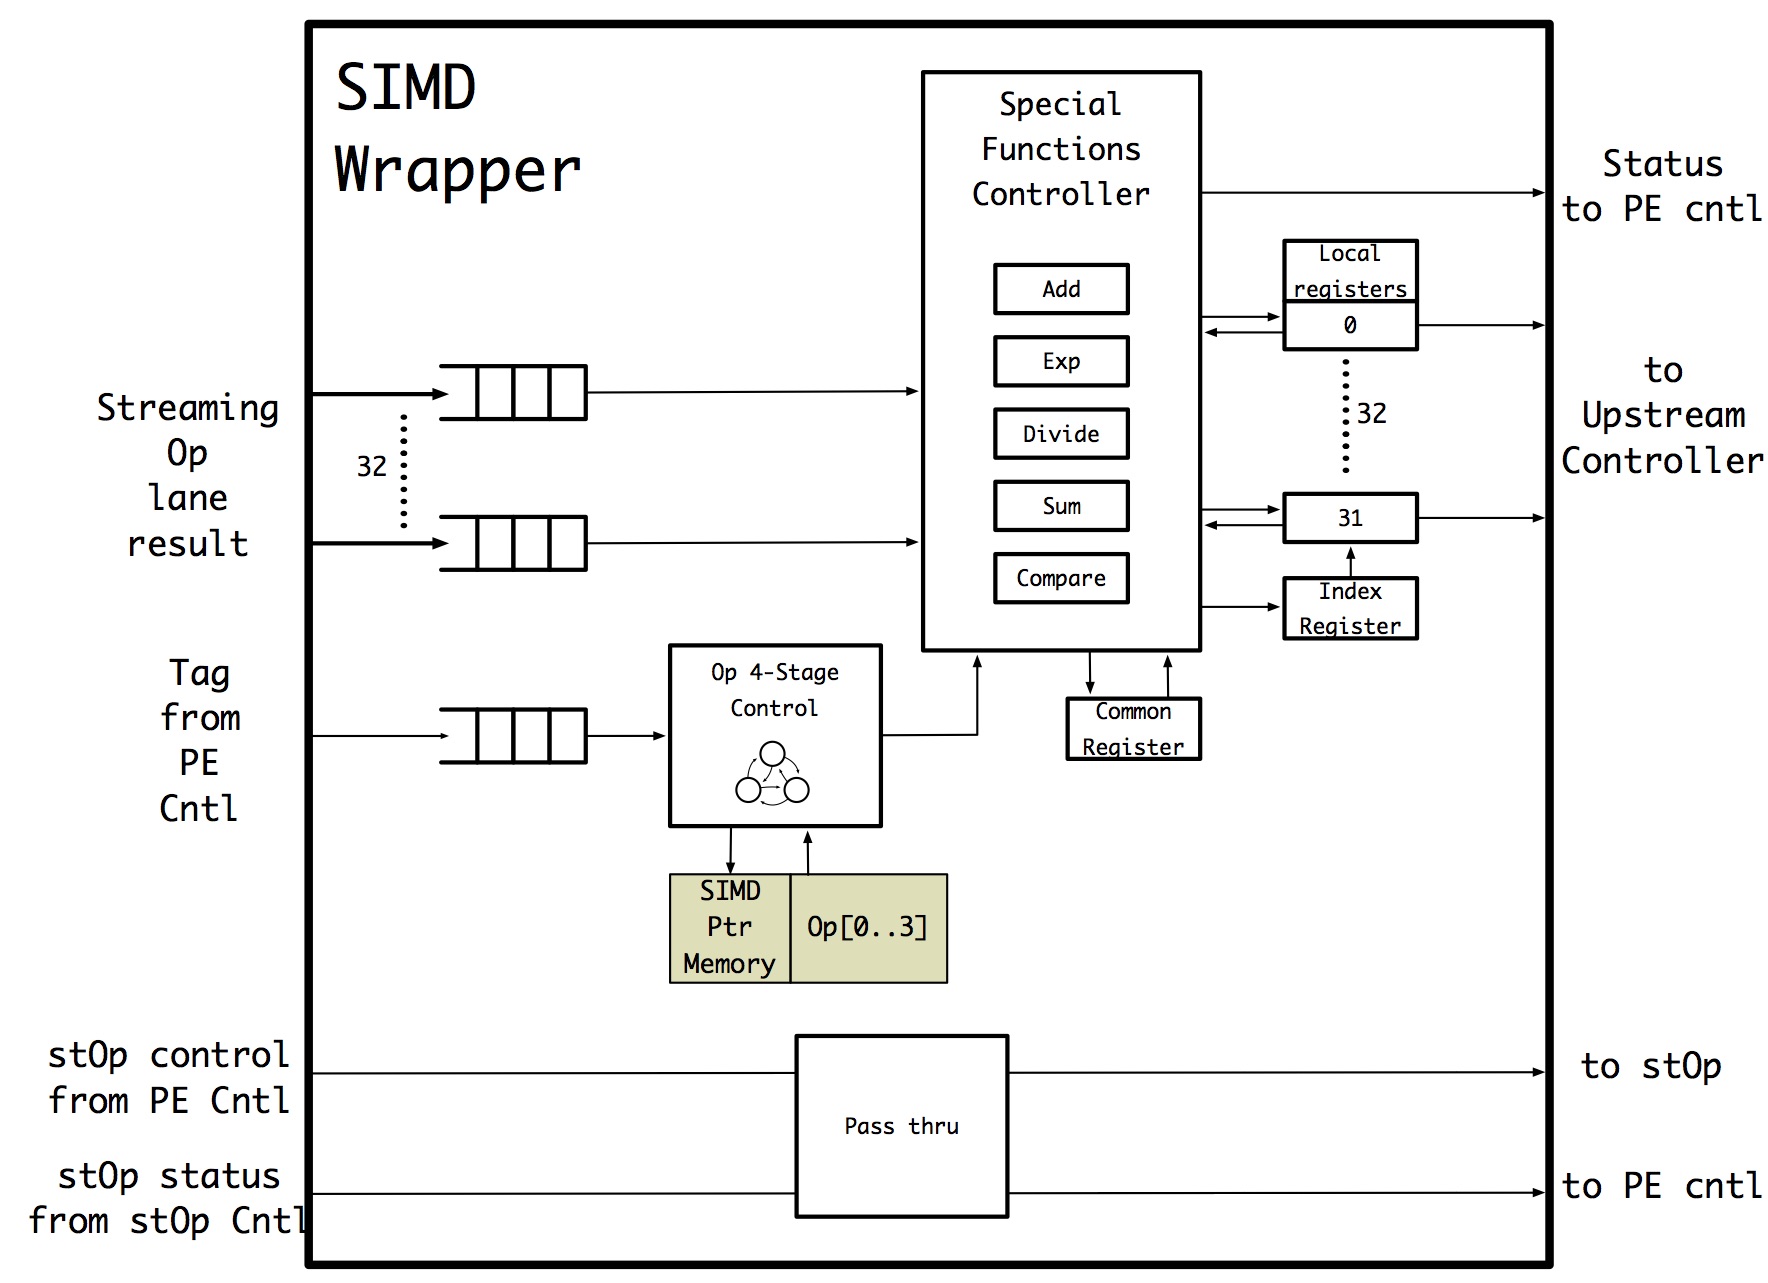 SIMD
Wrapper
Special
Functions
Controller
Add
Exp
Divide
Sum
Compare
Status
to PE cntl
Local
registers
0
32
31
Index
Register
to
Upstream
Controller
Streaming
Op
lane
result
32
Tag
from
PE
Cntl
Op 4-Stage
Control
Common
Register
SIMD
Ptr
Memory
Op[0..3]
stOp control
from PE Cntl
Pass thru
to stOp
stOp status
from stOp Cntl
to PE cntl